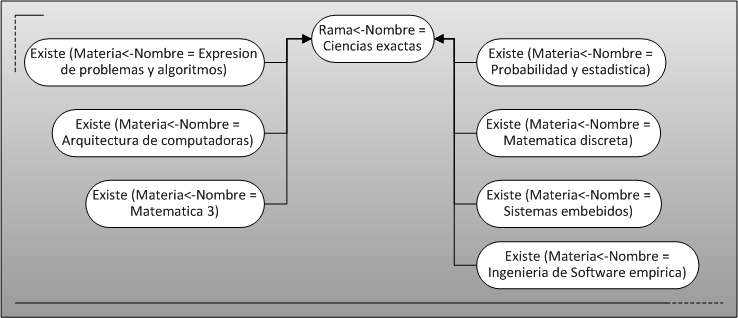 Rama<-Nombre =
Ciencias exactas
Existe (Materia<-Nombre = Expresion
de problemas y algoritmos)
Existe (Materia<-Nombre =
Arquitectura de computadoras)
Existe (Materia<-Nombre =
Matematica 3)
Existe (Materia<-Nombre =
Probabilidad y estadistica)
Existe (Materia<-Nombre =
Matematica discreta)
Existe (Materia<-Nombre =
Sistemas embebidos)
Existe (Materia<-Nombre =
Ingenieria de Software empirica)